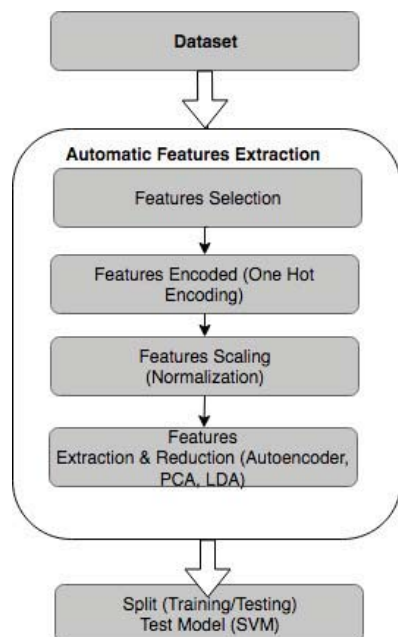 Dataset
Automatic Features Extraction
Features Selection
Features Encoded (One Hot
Encoding)
Features Scaling
(Normalization)
Features
Extraction & Reduction (Autoencoder,
PCA, LDA)
Split (Training/Testing)
Test Model (SVM)